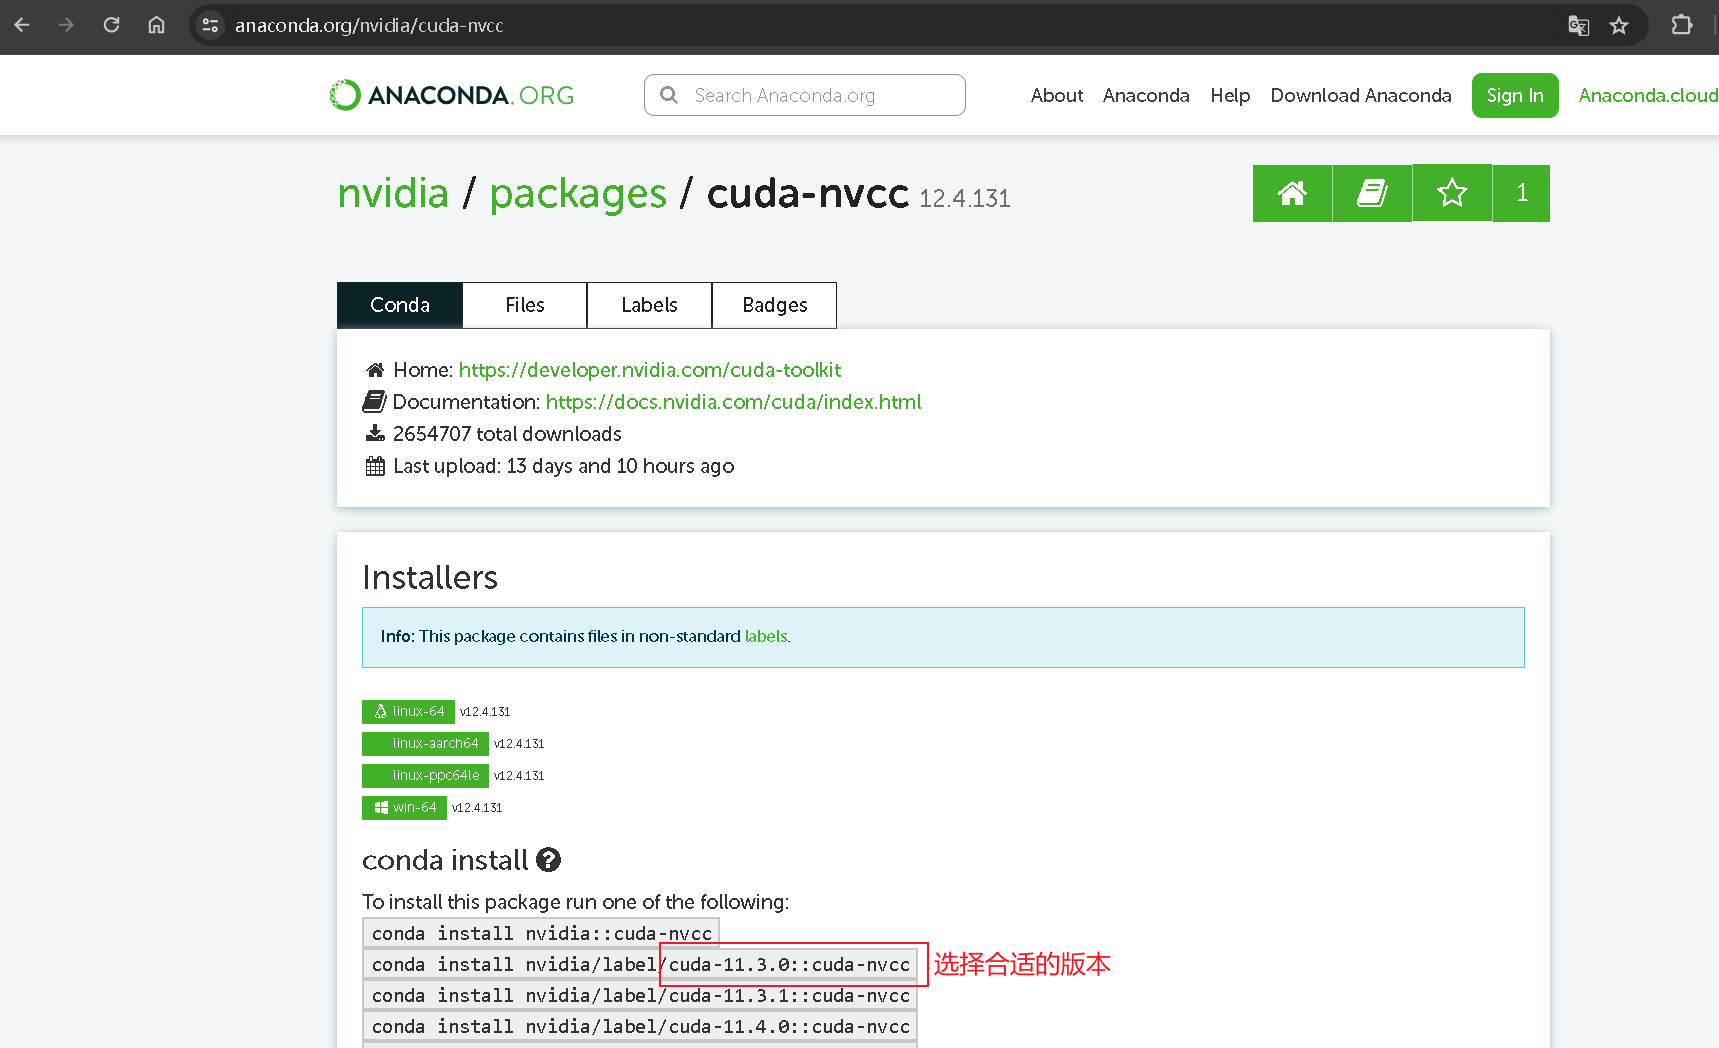 anaconda.org/nvidia/cuda-nvcc
ANACONDA.ORG
Search Anaconda.org
About Anaconda Help Download Anaconda Sign In Anaconda.cloud
nvidia / packages / cuda-nvcc 12.4.131
1
Conda Files Labels Badges
Home: https://developer.nvidia.com/cuda-toolkit
Documentation: https://docs.nvidia.com/cuda/index.html
2654707 total downloads
Last upload: 13 days and 10 hours ago
Installers
Info: This package contains files in non-standard labels.
linux-64 v12.4.131
linux-aarch64 v12.4.131
linux-ppc64le v12.4.131
win-64 v12.4.131
conda install ?
To install this package run one of the following:
conda install nvidia::cuda-nvcc
conda install nvidia/label/cuda-11.3.0::cuda-nvcc 选择合适的版本
conda install nvidia/label/cuda-11.3.1::cuda-nvcc
conda install nvidia/label/cuda-11.4.0::cuda-nvcc